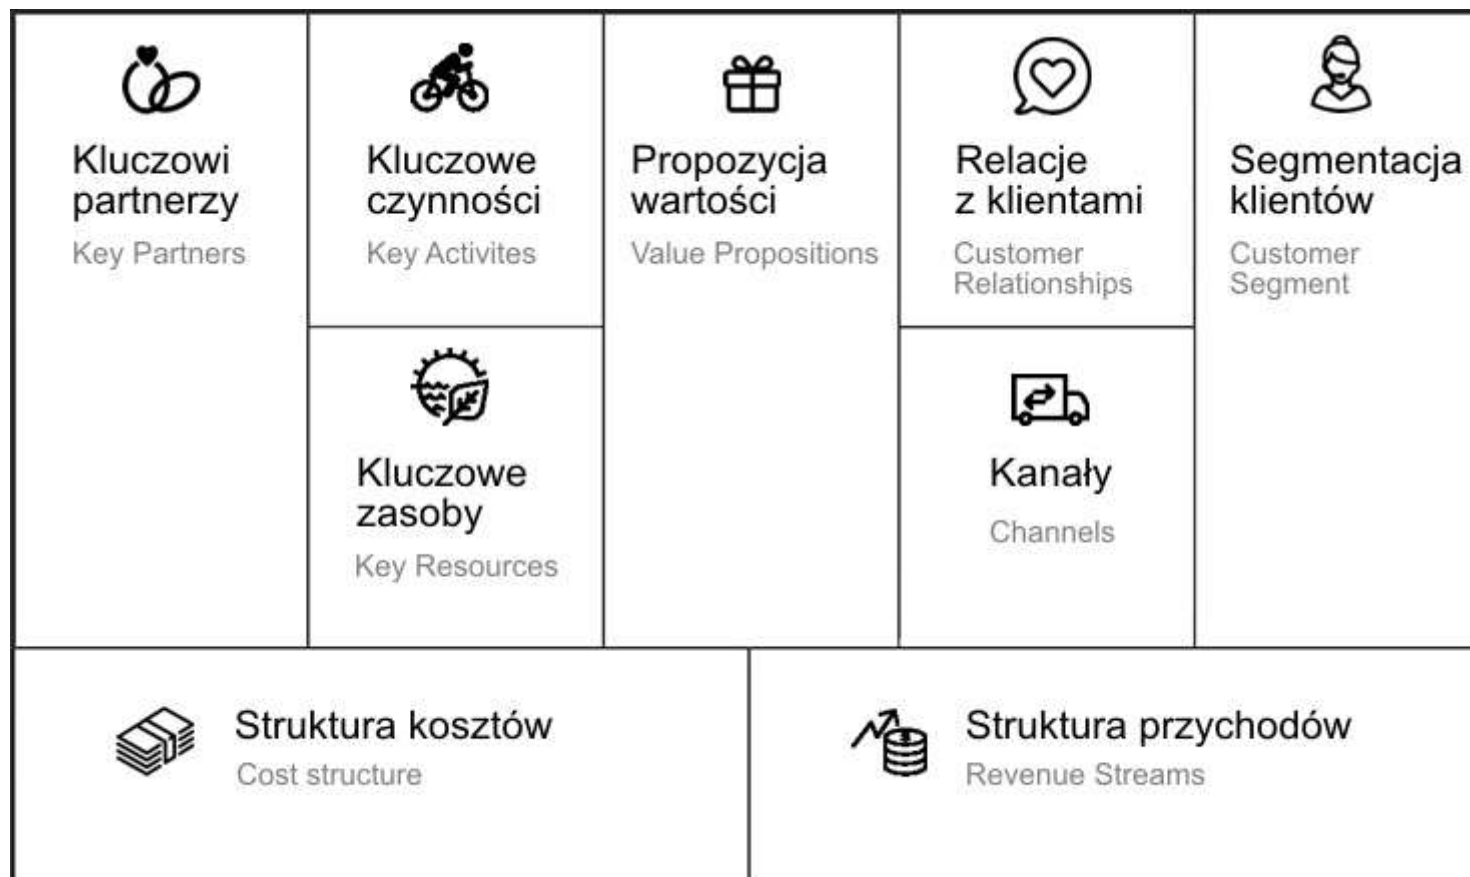 Kluczowi
partnerzy
Key Partners
Kluczowe
czynności
Key Activites
Kluczowe
zasoby
Key Resources
Propozycja
wartości
Value Propositions
Relacje
z klientami
Customer
Relationships
Kanały
Channels
Segmentacja
klientów
Customer
Segment
Struktura kosztów
Cost structure
$
Struktura przychodów
Revenue Streams